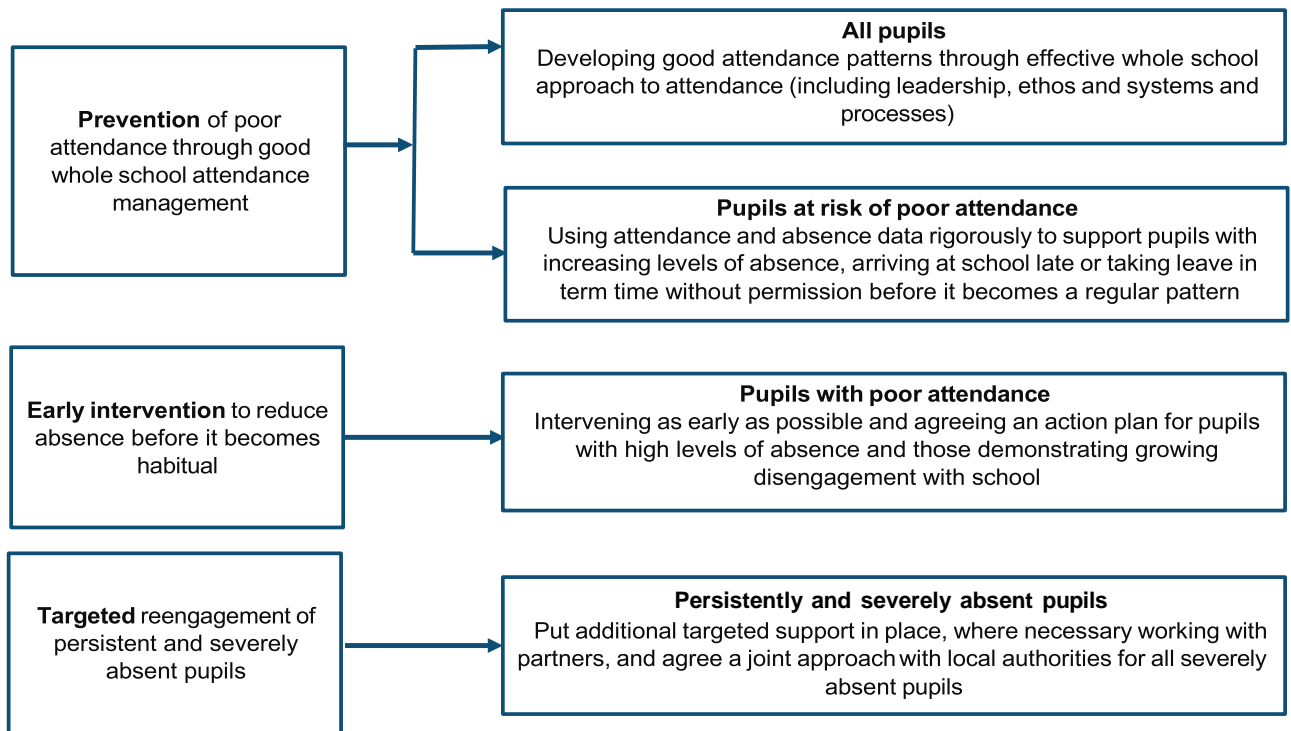 Prevention of poor
attendance through good
whole school attendance
management
All pupils
Developing good attendance patterns through effective whole school
approach to attendance (including leadership, ethos and systems and
processes)
Pupils at risk of poor attendance
Using attendance and absence data rigorously to support pupils with
increasing levels of absence, arriving at school late or taking leave in
term time without permission before it becomes a regular pattern
Early intervention to reduce
absence before it becomes
habitual
Pupils with poor attendance
Intervening as early as possible and agreeing an action plan for pupils
with high levels of absence and those demonstrating growing
disengagement with school
Targeted reengagement of
persistent and severely
absent pupils
Persistently and severely absent pupils
Put additional targeted support in place, where necessary working with
partners, and agree a joint approach with local authorities for all severely
absent pupils